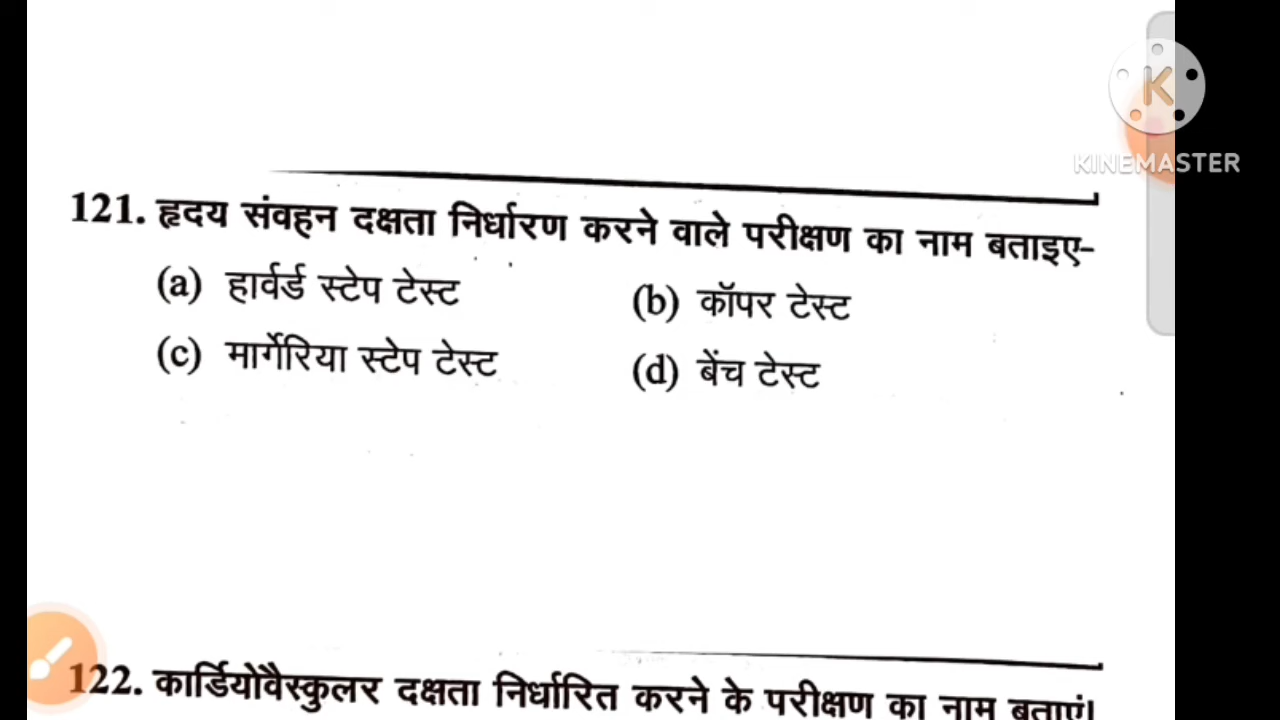 KINEMASTER
121. हृदय संवहन दक्षता निर्धारण करने वाले परीक्षण का नाम बताइए-
(a) हार्वर्ड स्टेप टेस्ट (b) कॉपर टेस्ट
(c) मार्गेरिया स्टेप टेस्ट (d) बेंच टेस्ट
122. कार्डियोवैस्कुलर दक्षता निर्धारित करने के परीक्षण का नाम बताएं।